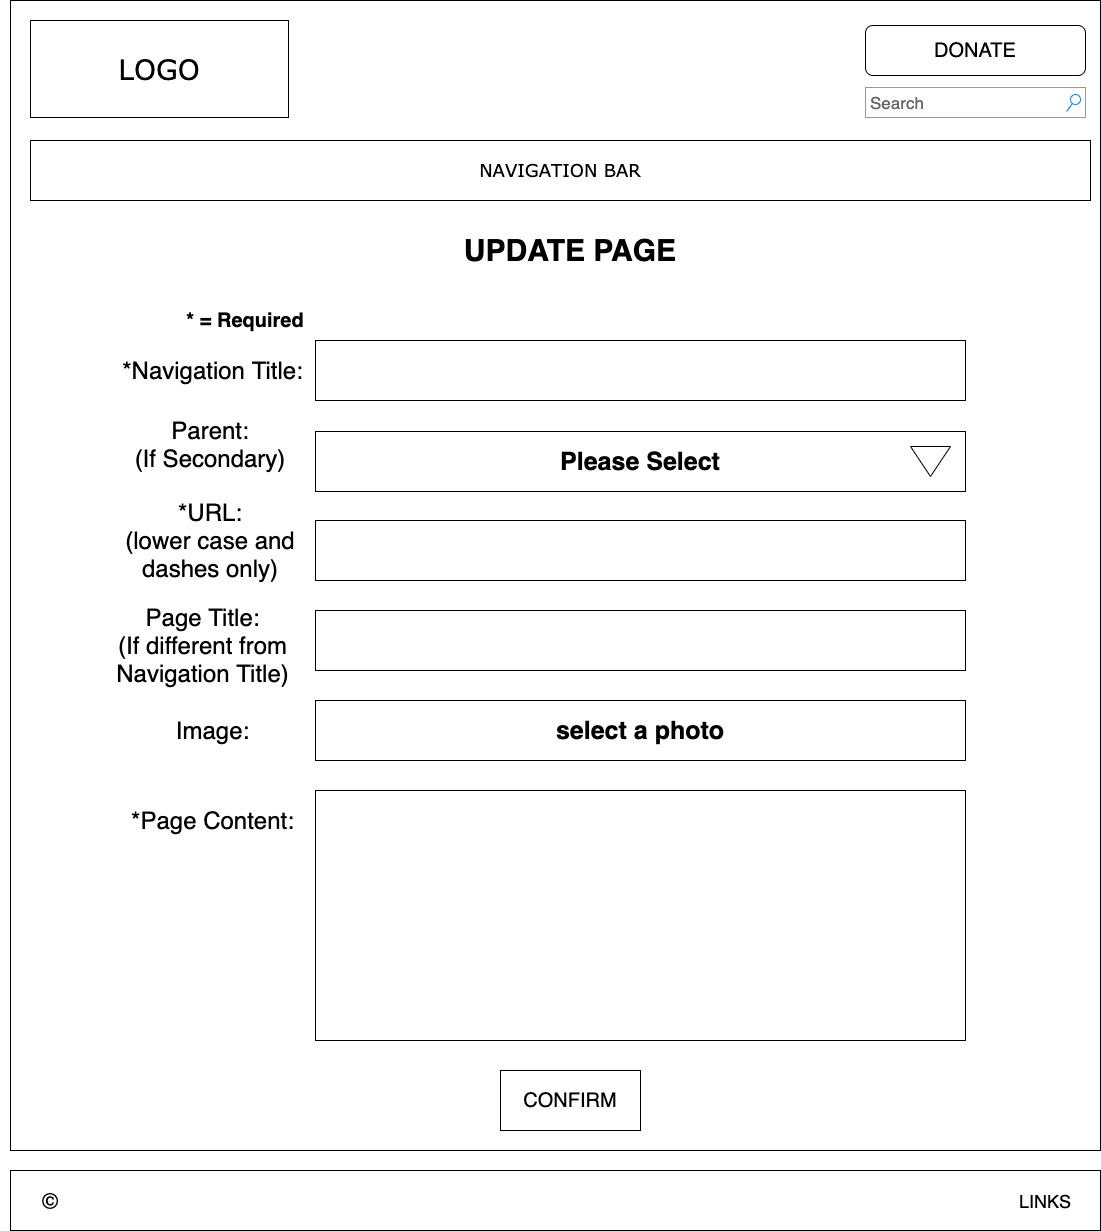 LOGO
DONATE
Search
NAVIGATION BAR
UPDATE PAGE
* = Required
*Navigation Title:
Parent:
(If Secondary)
Please Select
*URL:
(lower case and
dashes only)
Page Title:
(If different from
Navigation Title)
Image:
select a photo
*Page Content:
CONFIRM
©
LINKS